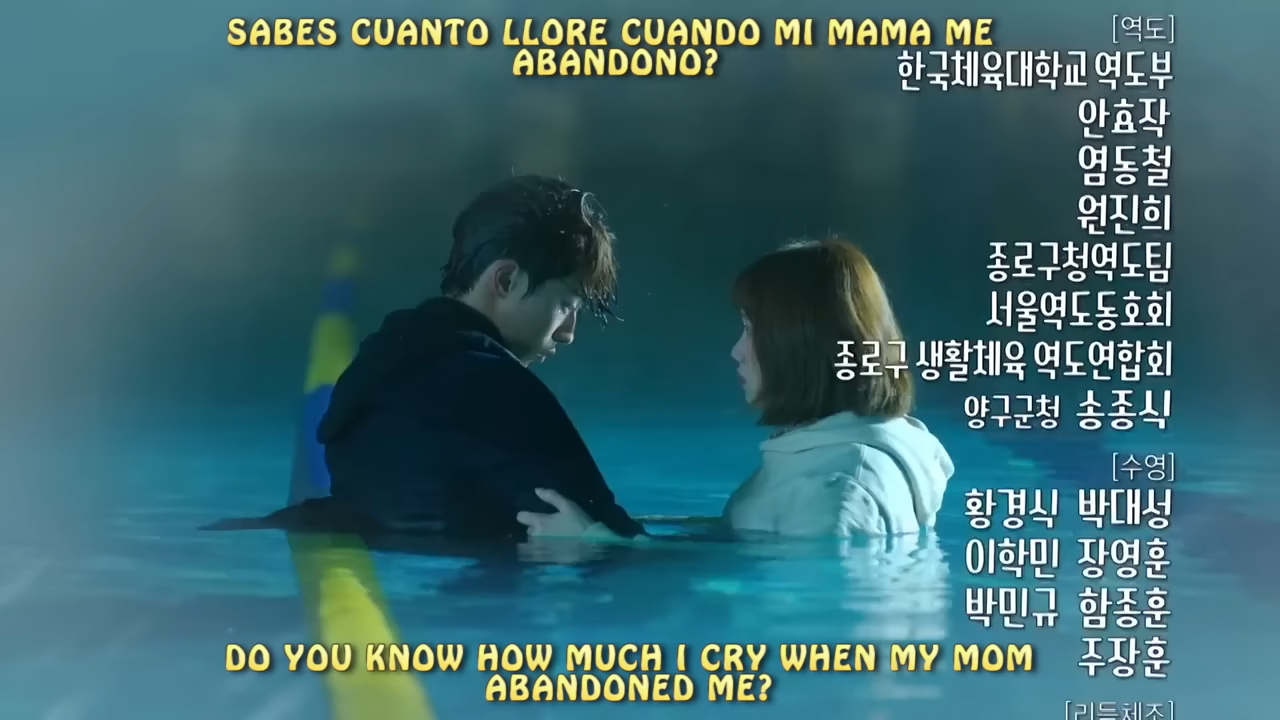 SABES CUANTO LLORE CUANDO MI MAMA ME
ABANDONO?
[역도]
한국체육대학교 역도부
안효작
염동철
원진희
종로구청역도팀
서울역도동호회
종로구 생활체육 역도연합회
양구군청 송종식
[수영]
황경식 박대성
이학민 장영훈
박민규 함종훈
주장훈
[리듬체조]
DO YOU KNOW HOW MUCH I CRY WHEN MY MOM
ABANDONED ME?